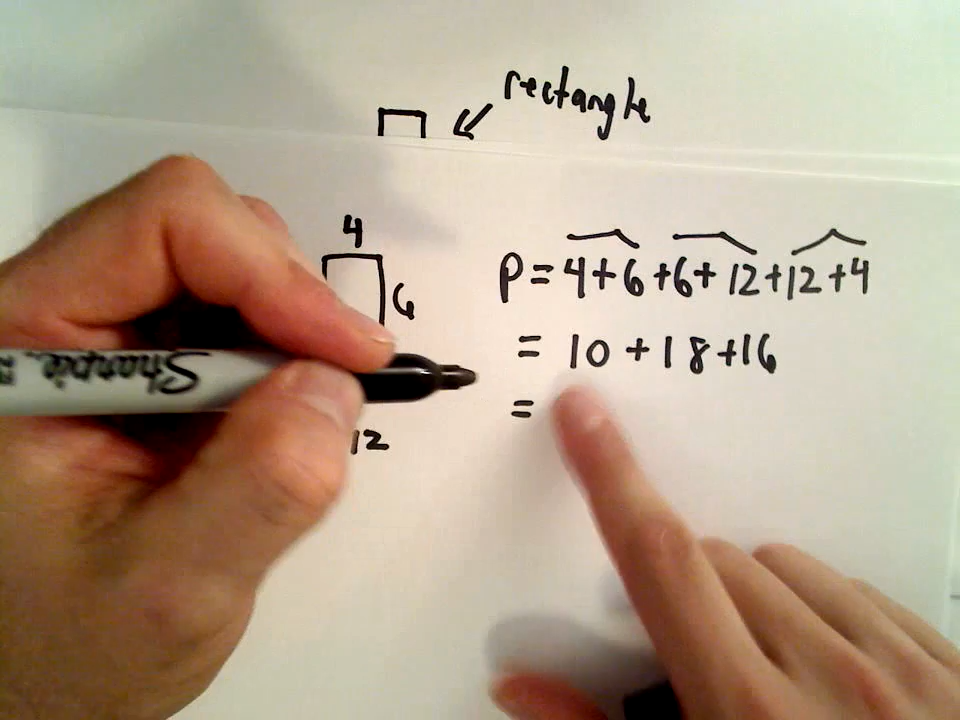 rectangle
4
6
12
P = 4+6+6+12+12+4
= 10+18+16
=
Sharpie